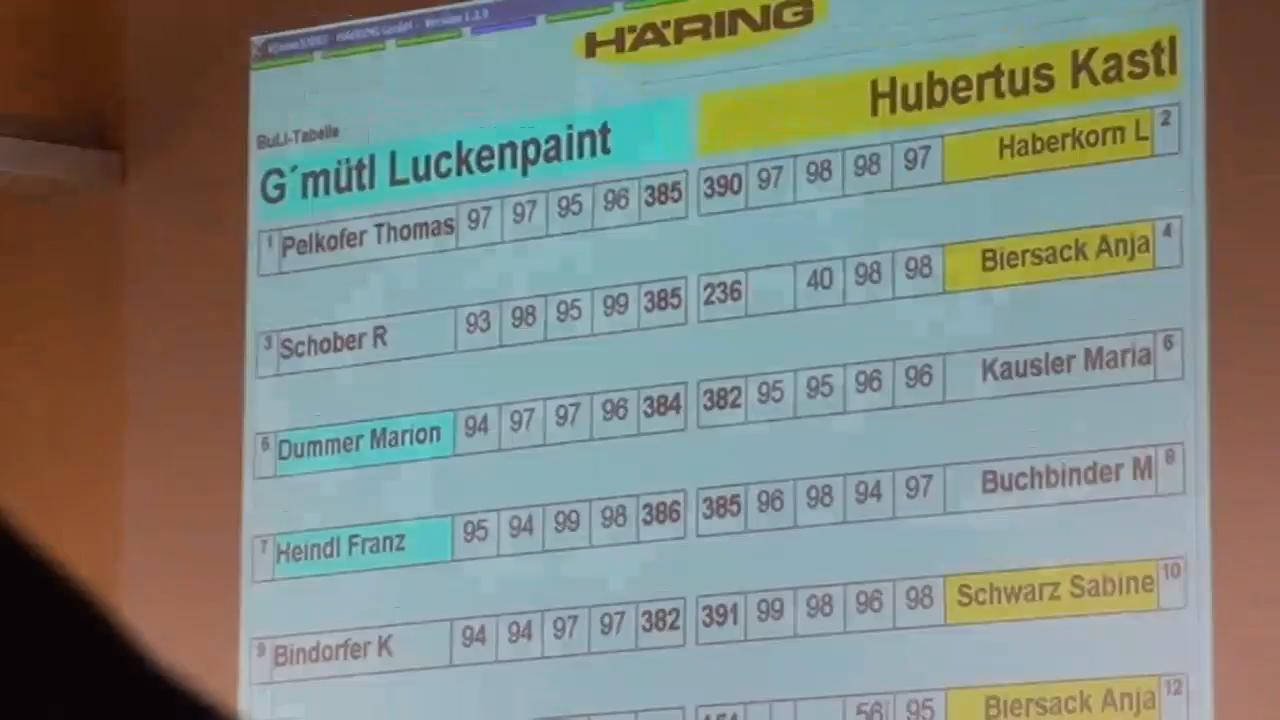 HÄRING
BuLi-Tabelle
G´mütl Luckenpaint Hubertus Kastl
1 Pelkofer Thomas 97 97 95 96 385 390 97 98 98 97 Haberkorn L 2
3 Schober R 93 98 95 99 385 236 40 98 98 Biersack Anja 4
Dummer Marion 94 97 97 96 384 382 95 95 96 96 Kausler Maria 6
7 Heindl Franz 95 94 99 98 386 385 96 98 94 97 Buchbinder M 8
9 Bindorfer K 94 94 97 97 382 391 99 98 96 98 Schwarz Sabine 10
56 95 Biersack Anja 12